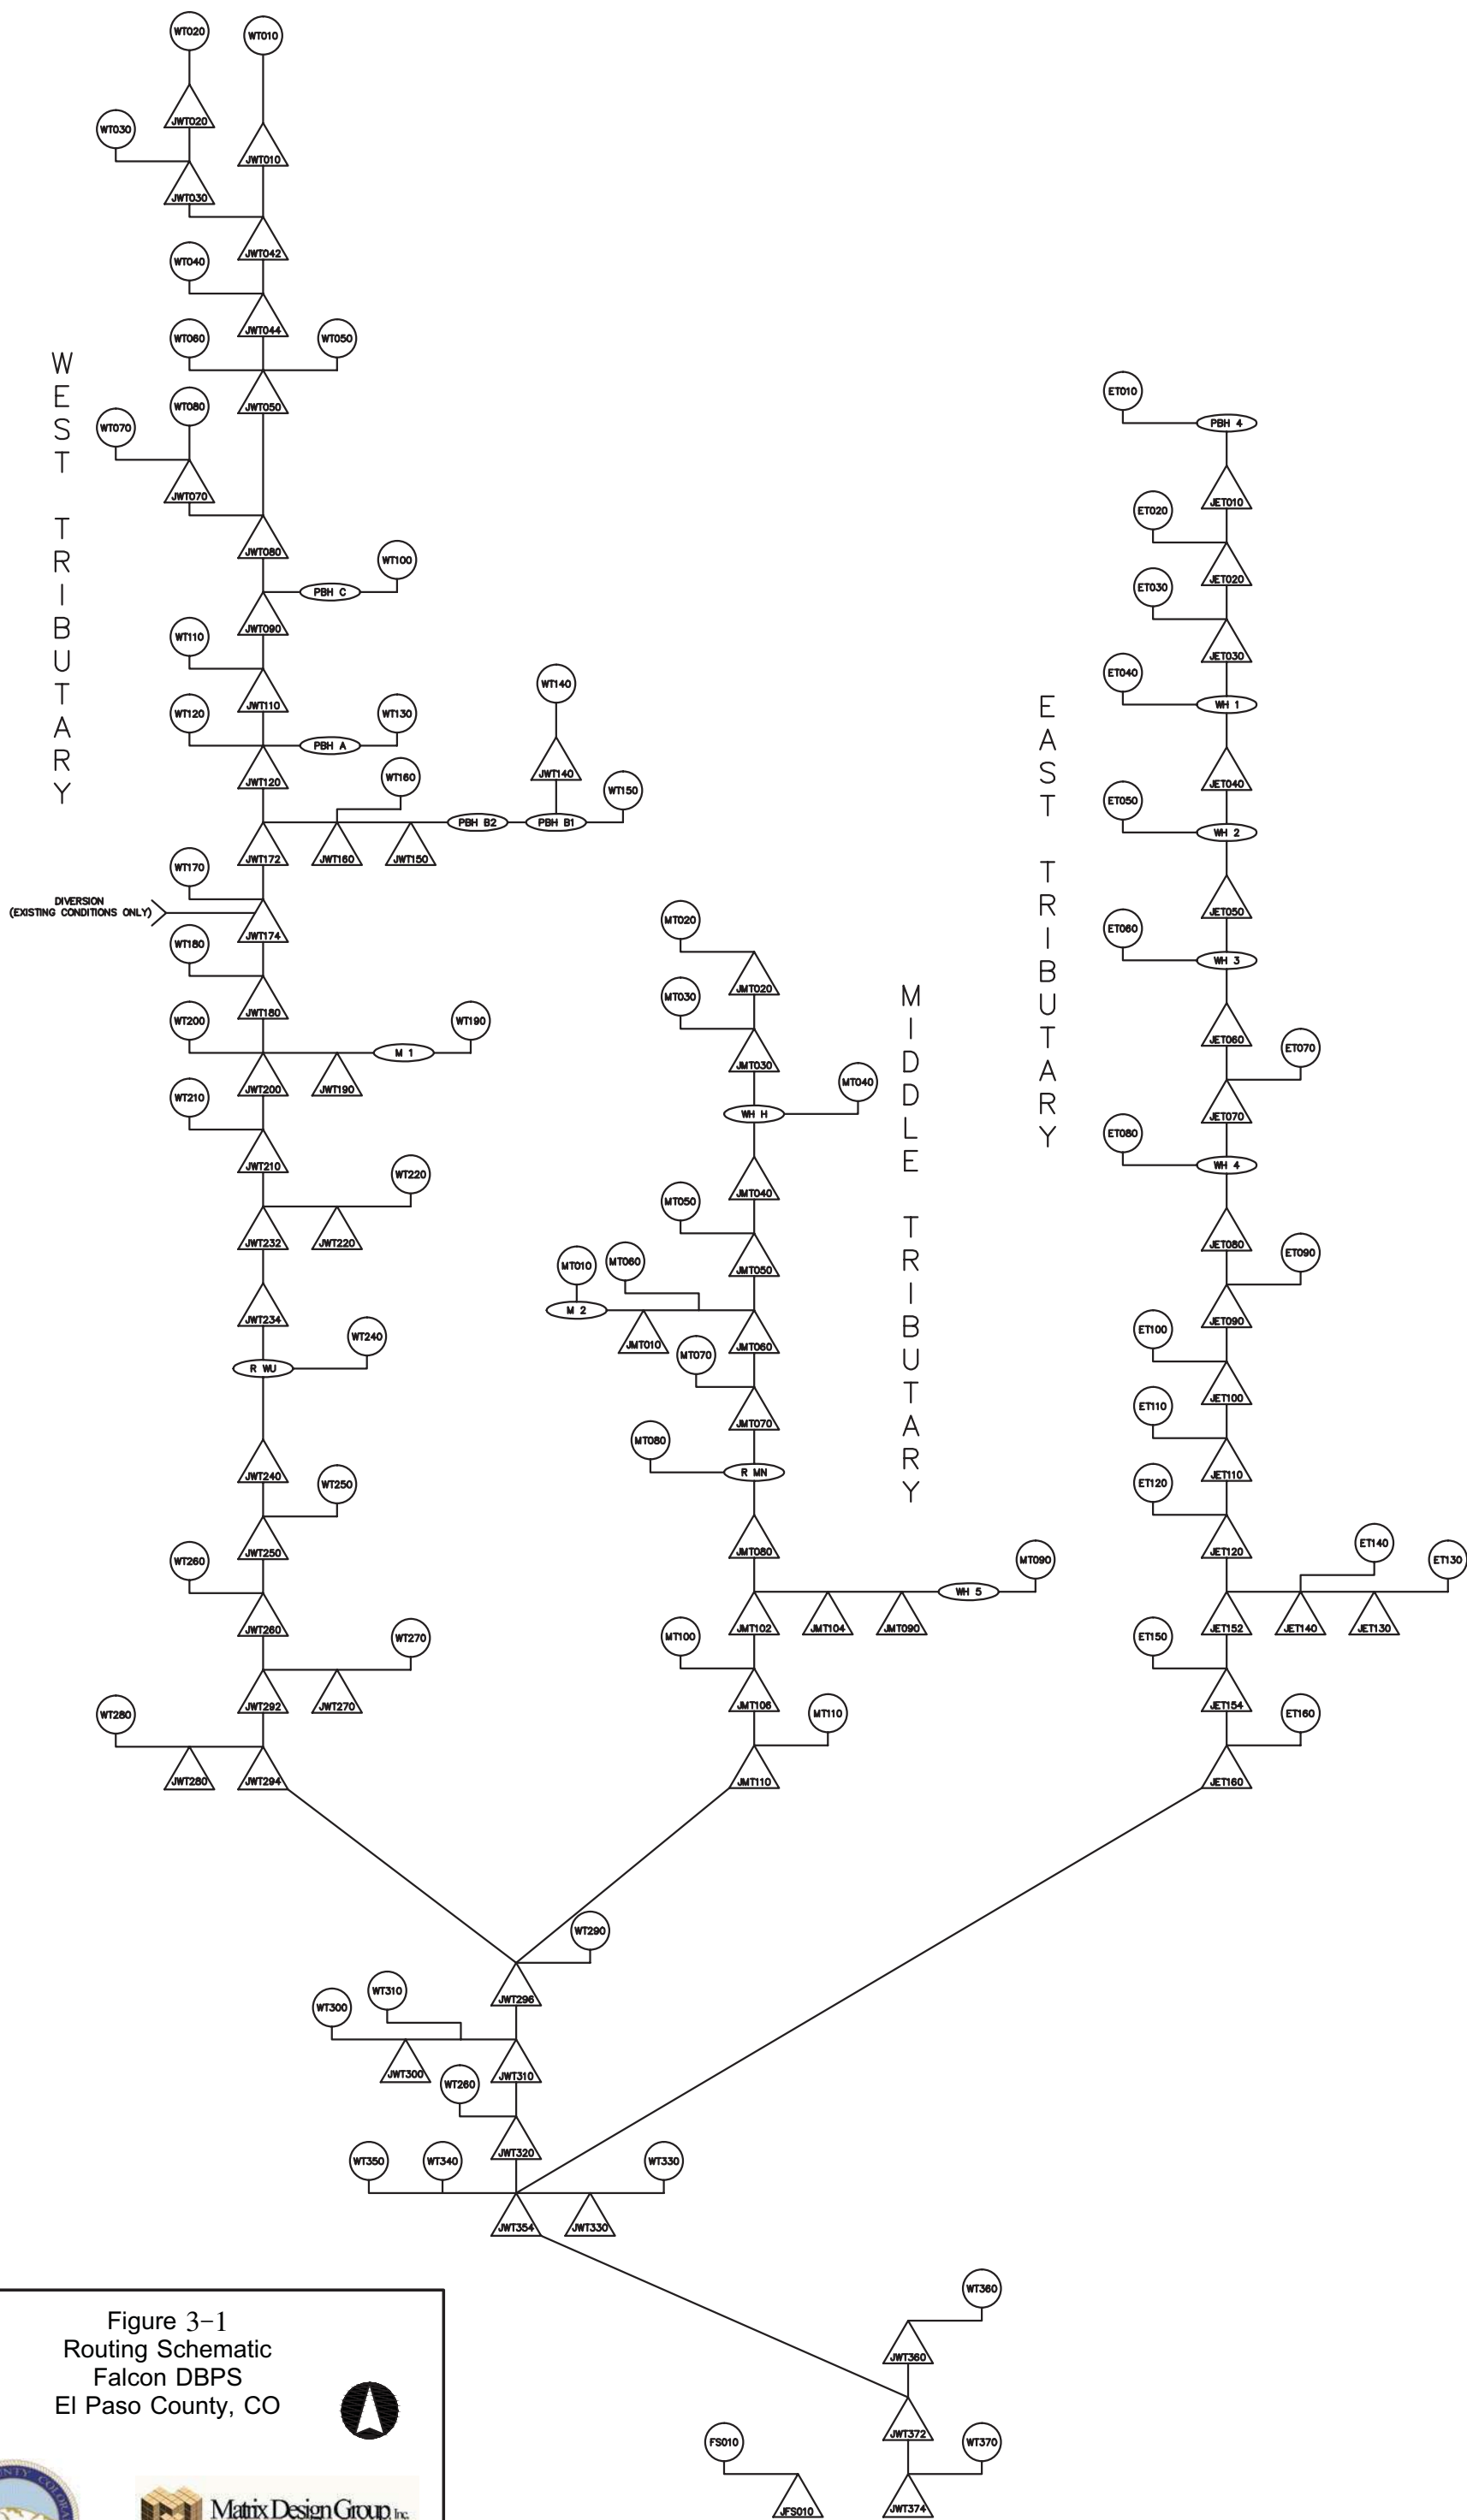 WT020
WT010
JWT020
WT030
JWT010
JWT030
JWT042
WT040
JWT044
WT060
WT050
JWT050
WT080
WT070
JWT070
JWT080
WT100
PBH C
JWT090
WT110
JWT110
WT120
WT130
PBH A
JWT120
WT140
JWT140
WT160
WT150
PBH B2
PBH B1
JWT172
JWT160
JWT150
WT170
DIVERSION
(EXISTING CONDITIONS ONLY)
JWT174
WT180
JWT180
WT200
WT190
M 1
JWT200
JWT190
WT210
JWT210
WT220
JWT232
JWT220
JWT234
WT240
R WU
JWT240
WT250
JWT250
WT260
JWT260
WT270
JWT292
JWT270
WT280
JWT280
JWT294
WEST TRIBUTARY
MT020
JMT020
MT030
JMT030
MT040
WH H
JMT040
MT050
JMT050
MT010
MT060
M 2
JMT010
JMT060
MT070
JMT070
MT080
R MN
JMT080
MT090
WH 5
JMT102
JMT104
JMT090
MT100
JMT106
MT110
JMT110
MIDDLE TRIBUTARY
ET010
PBH 4
JET010
ET020
JET020
ET030
JET030
ET040
WH 1
JET040
ET050
WH 2
JET050
ET060
WH 3
JET060
ET070
JET070
ET080
WH 4
JET080
ET090
JET090
ET100
JET100
ET110
JET110
ET120
JET120
ET140
ET130
JET152
JET140
JET130
ET150
JET154
ET160
JET160
EAST TRIBUTARY
WT290
JWT296
WT310
WT300
JWT300
JWT310
WT260
JWT320
WT350
WT340
WT330
JWT354
JWT330
WT360
JWT360
JWT372
FS010
WT370
JFS010
JWT374
Figure 3-1
Routing Schematic
Falcon DBPS
El Paso County, CO
Matrix Design Group, Inc.